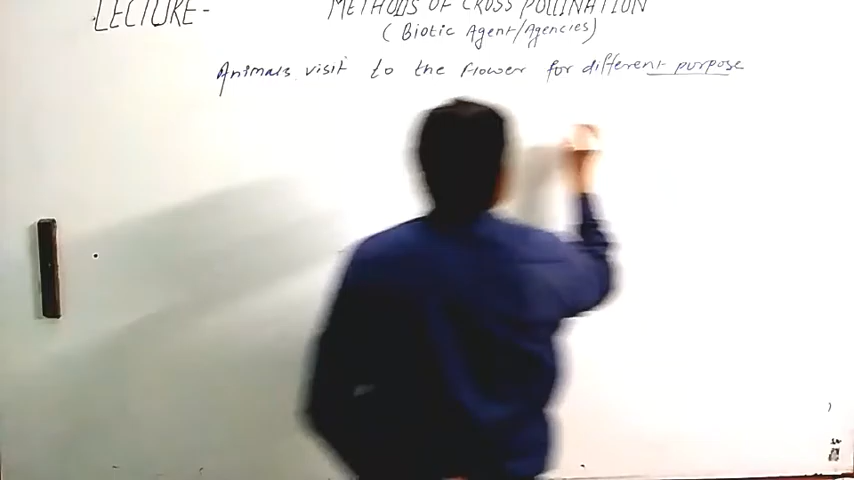 LECTURE- METHODS OF CROSS POLLINATION
(Biotic Agent/Agencies)
Animals visit to the flower for different purpose